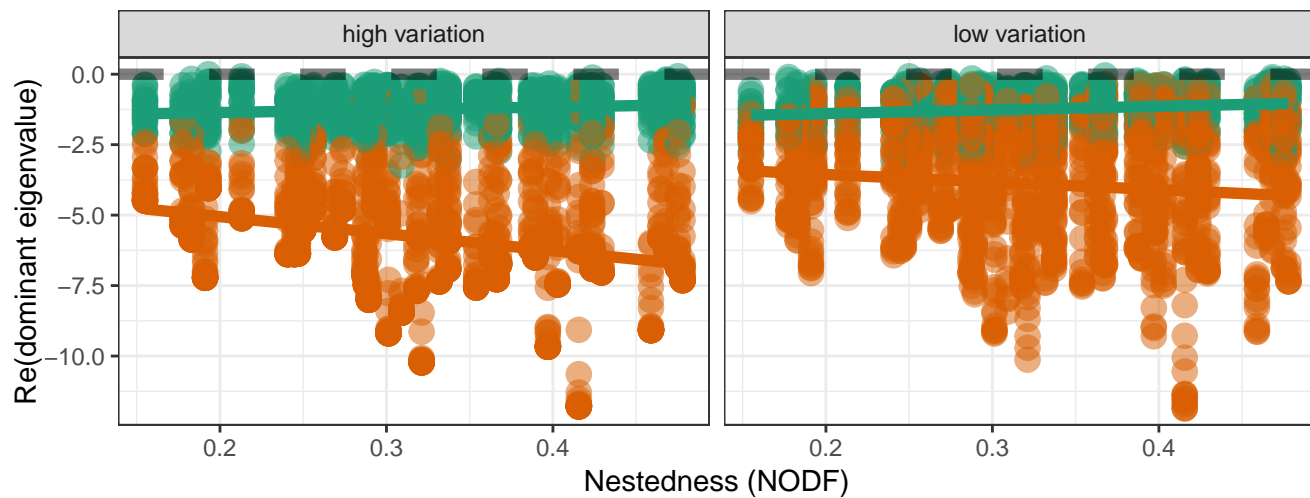 high variation
low variation
Re(dominant eigenvalue)
0.0
−2.5
−5.0
−7.5
−10.0
0.2
0.3
0.4
0.2
0.3
0.4
Nestedness (NODF)